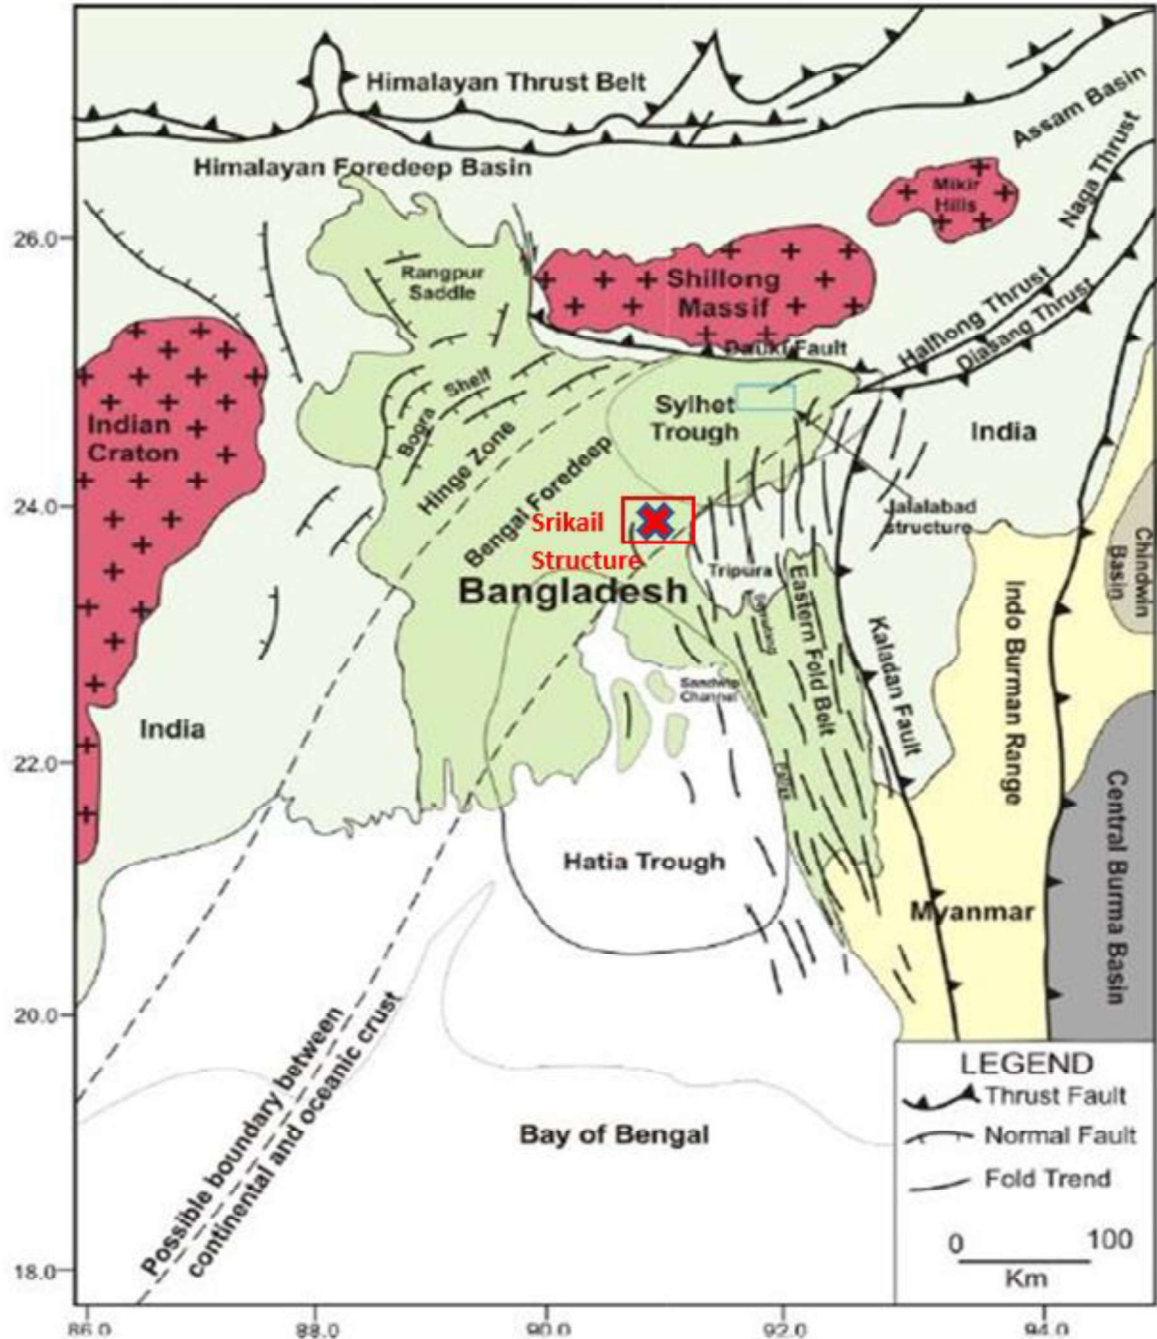 Himalayan Thrust Belt
Himalayan Foredeep Basin
Assam Basin
Naga Thrust
Mikir
Hills
26.0
Rangpur
Saddle
Shillong
Massif
Halflong Thrust
Disang Thrust
Dauki Fault
Bogra Shelf
Sylhet
Trough
Indian
Craton
India
Hinge Zone
Bengal Foredeep
24.0
Srikail
Structure
Jalalabad
structure
Chindwin
Basin
Tripura
Bangladesh
Eastern Fold Belt
Kaladan Fault
Indo Burman Range
Sandwip
Channel
India
22.0
Central Burma Basin
Hatia Trough
Myanmar
20.0
Possible boundary between
continental and oceanic crust
Bay of Bengal
LEGEND
Thrust Fault
Normal Fault
Fold Trend
0 100
Km
18.0
86.0 88.0 90.0 92.0 94.0